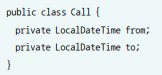 public class Call {
  private LocalDateTime from;
  private LocalDateTime to;
}